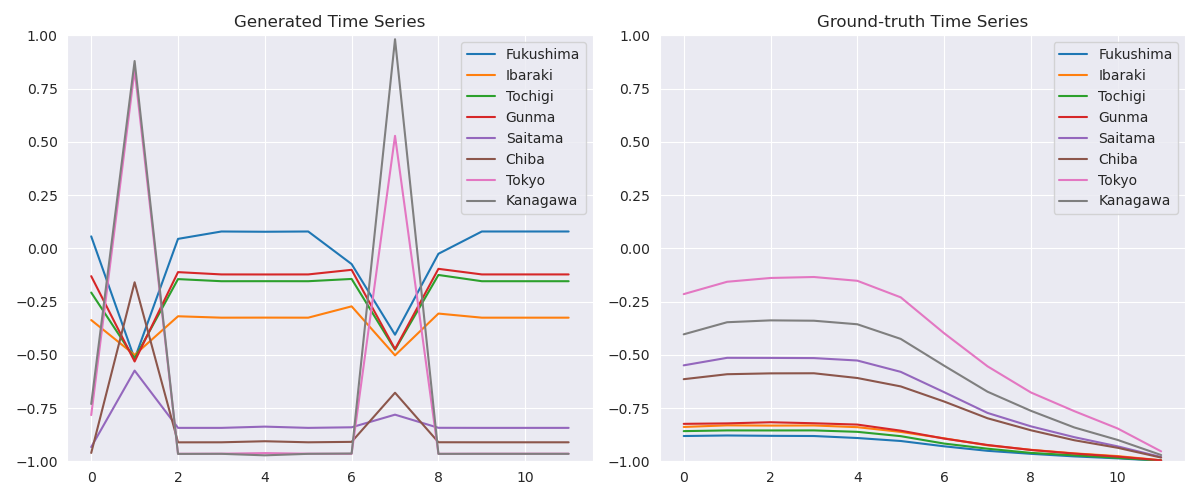 Generated Time Series
1.00
0.75
0.50
0.25
0.00
−0.25
−0.50
−0.75
−1.00
0 2 4 6 8 10
Fukushima
Ibaraki
Tochigi
Gunma
Saitama
Chiba
Tokyo
Kanagawa
Ground-truth Time Series
1.00
0.75
0.50
0.25
0.00
−0.25
−0.50
−0.75
−1.00
0 2 4 6 8 10
Fukushima
Ibaraki
Tochigi
Gunma
Saitama
Chiba
Tokyo
Kanagawa